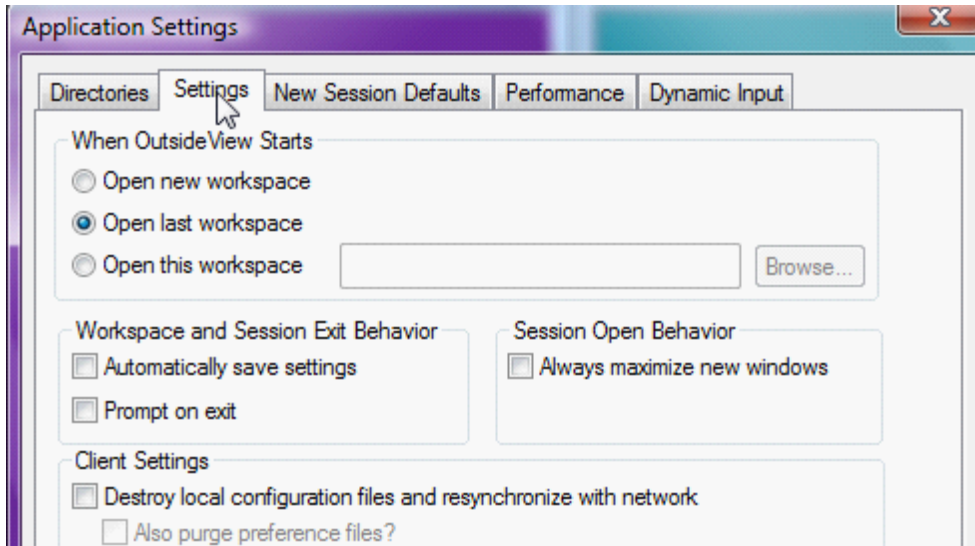 Application Settings
Directories Settings New Session Defaults Performance Dynamic Input
When OutsideView Starts
Open new workspace
Open last workspace
Open this workspace Browse...
Workspace and Session Exit Behavior Session Open Behavior
Automatically save settings Always maximize new windows
Prompt on exit
Client Settings
Destroy local configuration files and resynchronize with network
Also purge preference files?